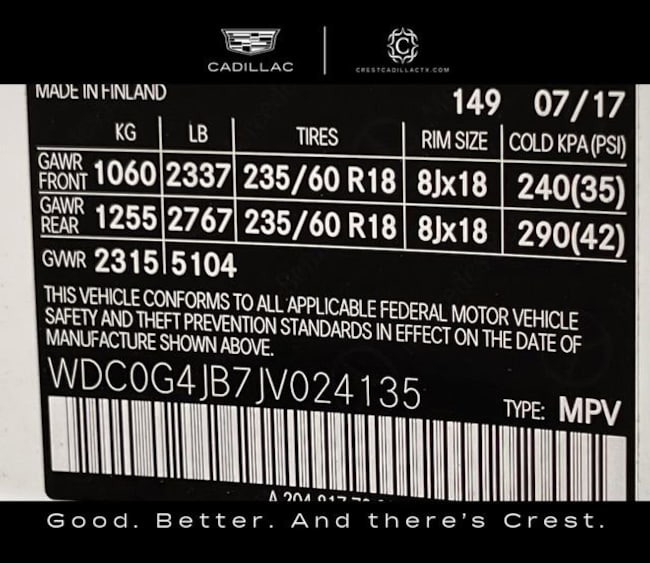 CADILLAC
C
CRESTCADILLACTX.COM
MADE IN FINLAND 149 07/17
KG LB TIRES RIM SIZE COLD KPA (PSI)
GAWR FRONT 1060 2337 235/60 R18 8Jx18 240(35)
GAWR REAR 1255 2767 235/60 R18 8Jx18 290(42)
GVWR 2315 5104
THIS VEHICLE CONFORMS TO ALL APPLICABLE FEDERAL MOTOR VEHICLE
SAFETY AND THEFT PREVENTION STANDARDS IN EFFECT ON THE DATE OF
MANUFACTURE SHOWN ABOVE.
WDC0G4JB7JV024135
TYPE: MPV
A 204 817
Good. Better. And there's Crest.